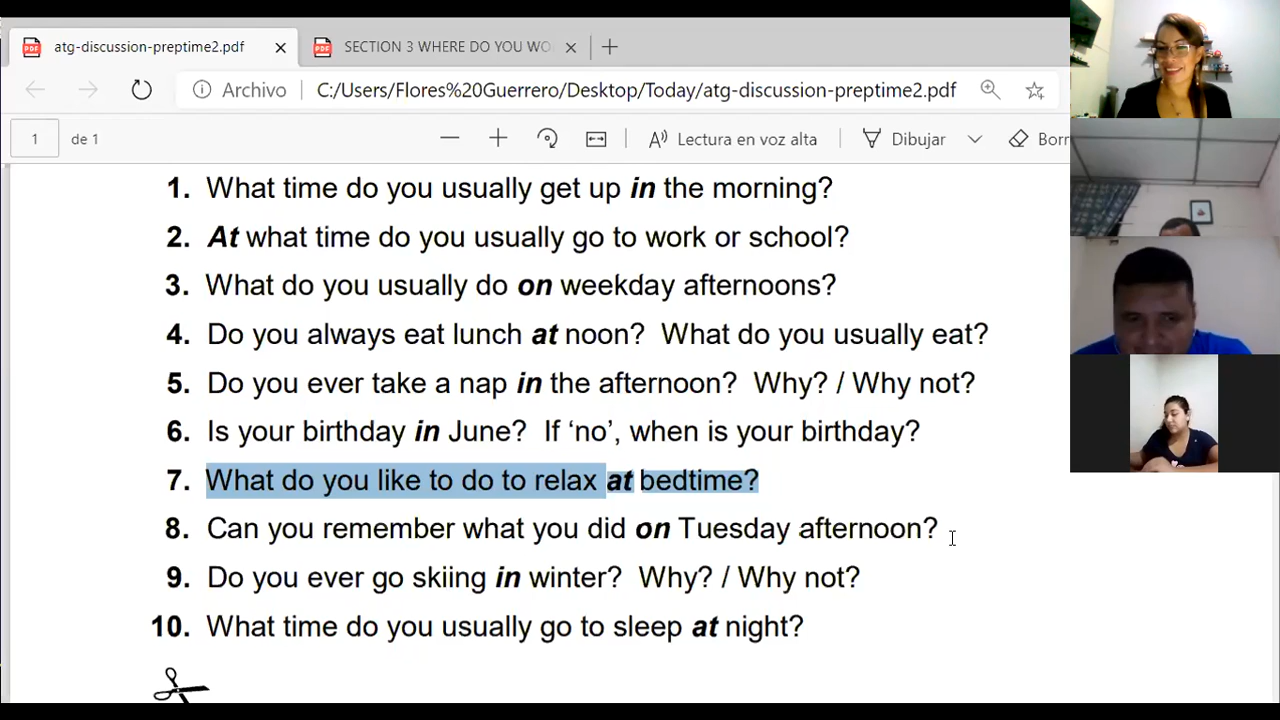 atg-discussion-preptime2.pdf
SECTION 3 WHERE DO YOU WO
Archivo
C:/Users/Flores%20Guerrero/Desktop/Today/atg-discussion-preptime2.pdf
1 de 1
Lectura en voz alta
Dibujar
Borr
1. What time do you usually get up in the morning?
2. At what time do you usually go to work or school?
3. What do you usually do on weekday afternoons?
4. Do you always eat lunch at noon? What do you usually eat?
5. Do you ever take a nap in the afternoon? Why? / Why not?
6. Is your birthday in June? If ‘no’, when is your birthday?
7. What do you like to do to relax at bedtime?
8. Can you remember what you did on Tuesday afternoon?
9. Do you ever go skiing in winter? Why? / Why not?
10. What time do you usually go to sleep at night?